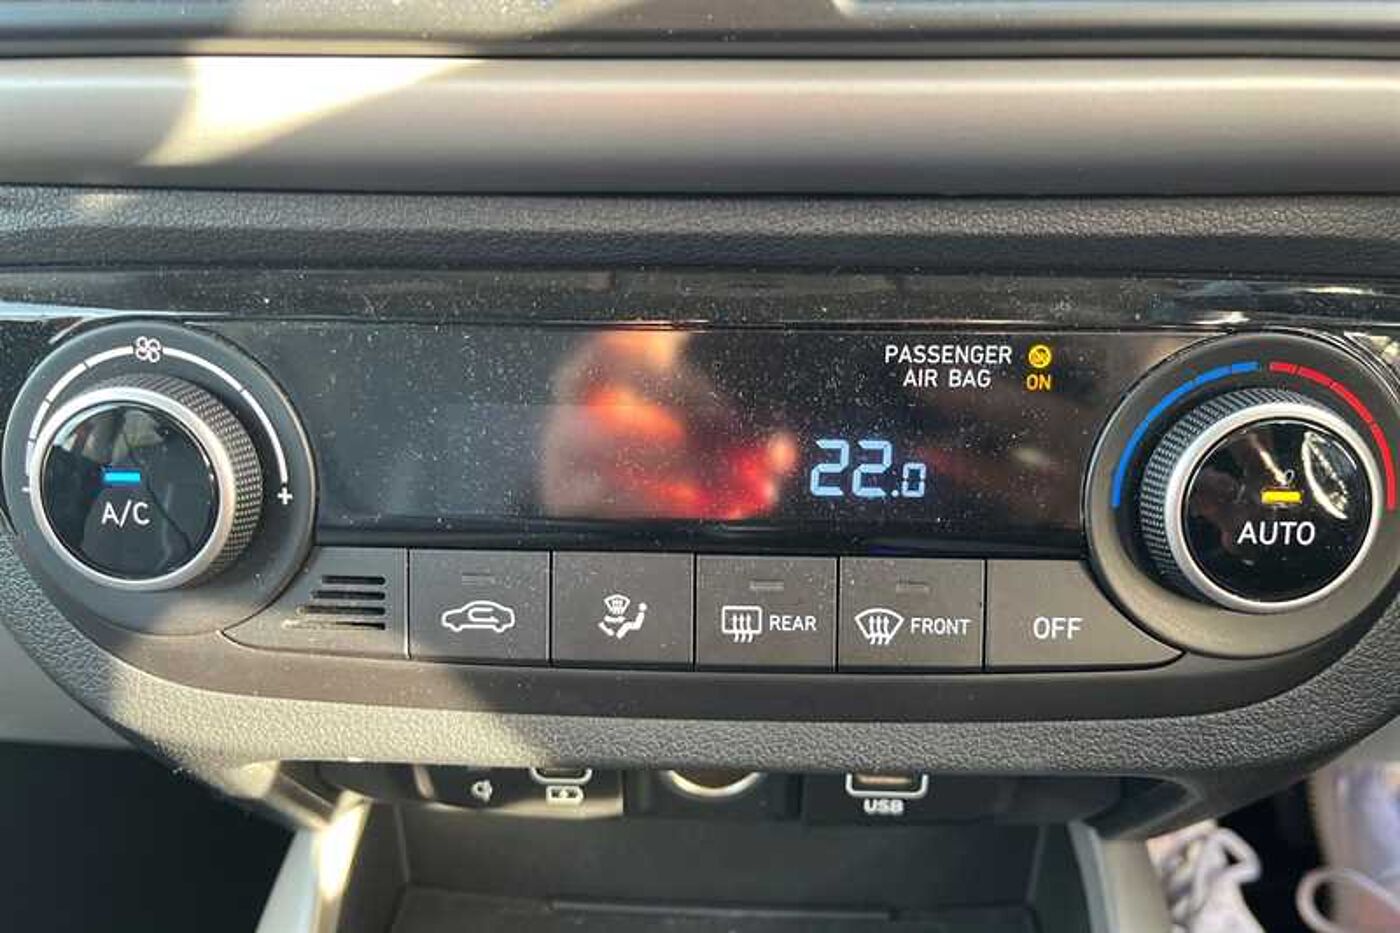 PASSENGER
AIR BAG ON
22.0
A/C
AUTO
REAR
FRONT
OFF
USB